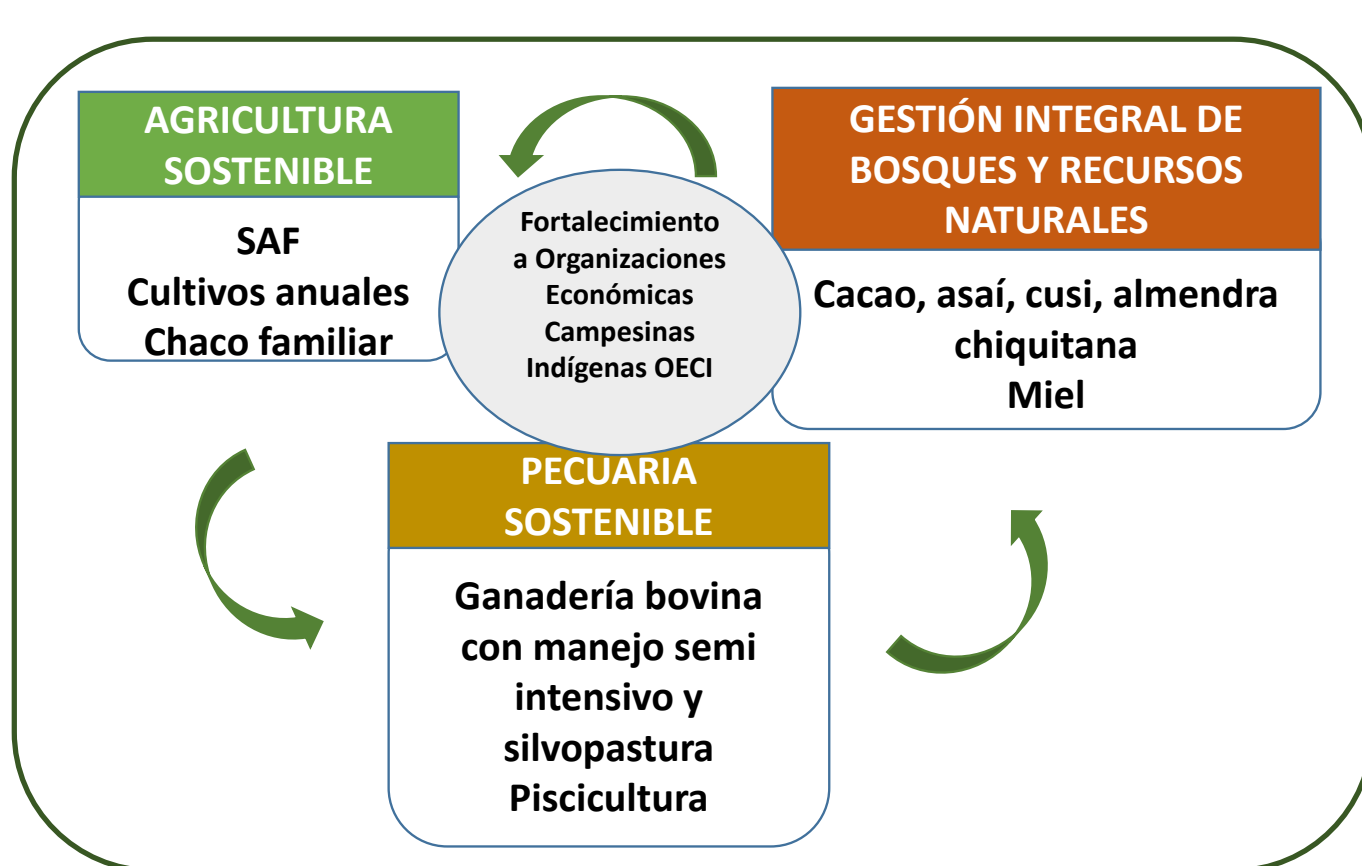 AGRICULTURA
SOSTENIBLE
SAF
Cultivos anuales
Chaco familiar
Fortalecimiento
a Organizaciones
Económicas
Campesinas
Indígenas OECI
GESTIÓN INTEGRAL DE
BOSQUES Y RECURSOS
NATURALES
Cacao, asaí, cusi, almendra
chiquitana
Miel
PECUARIA
SOSTENIBLE
Ganadería bovina
con manejo semi
intensivo y
silvopastura
Piscicultura